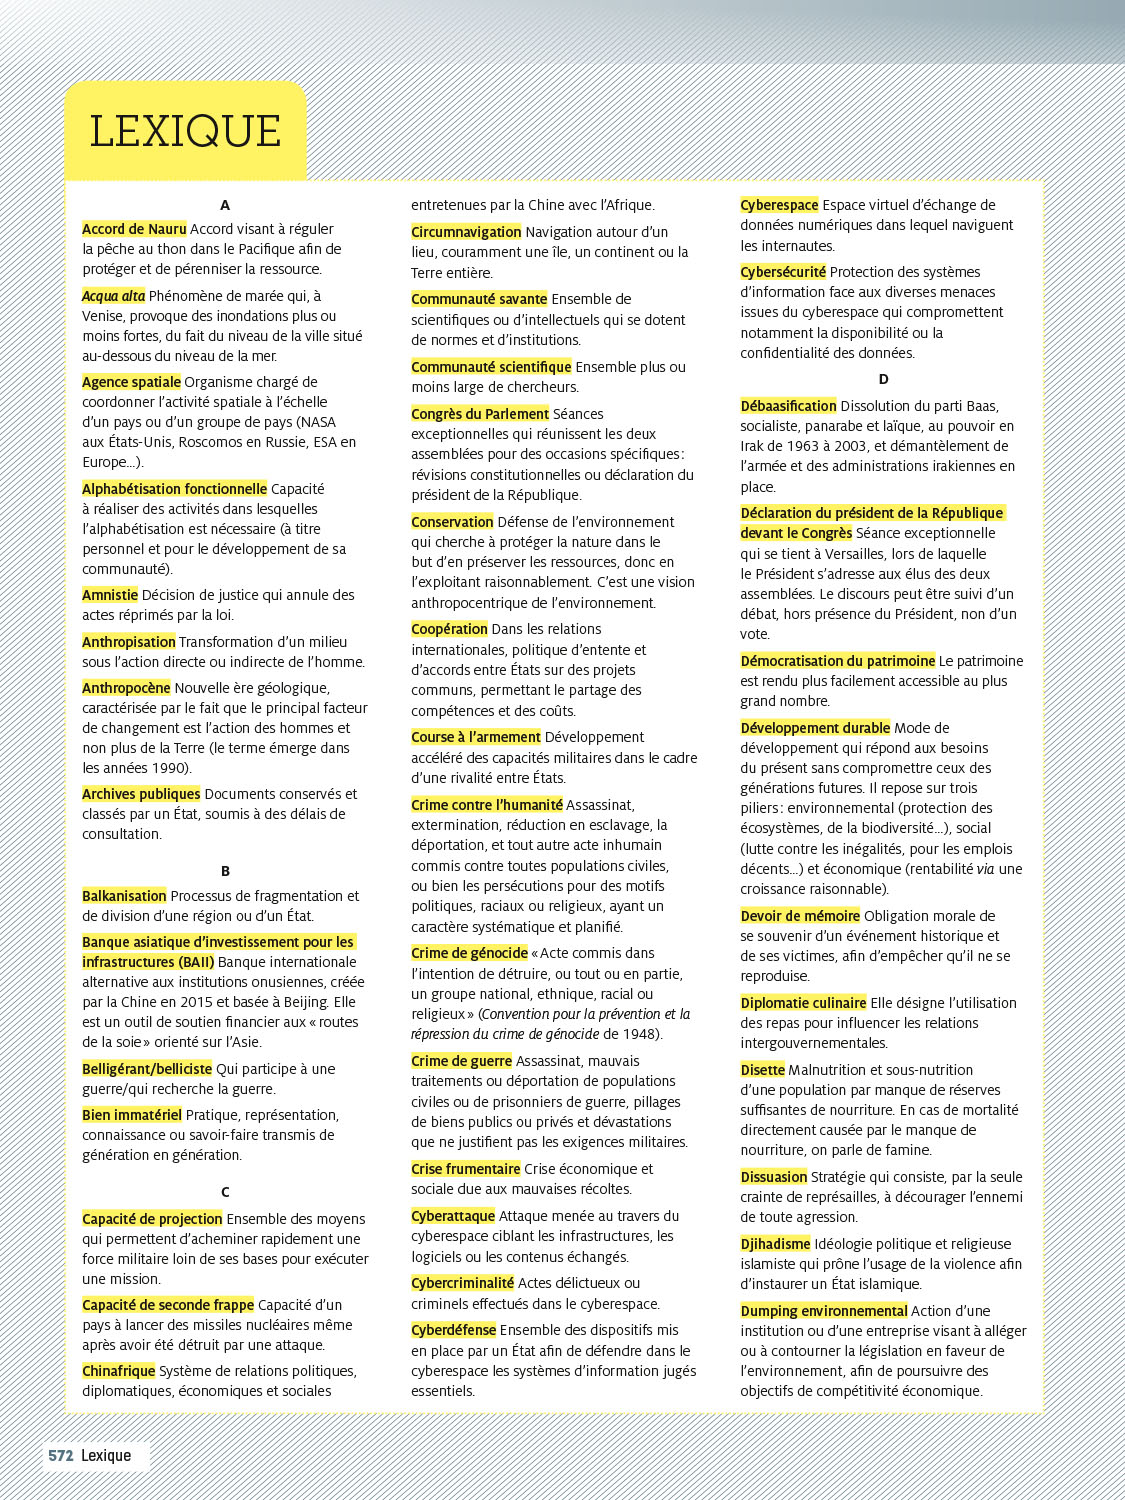 LEXIQUE
A
Accord de Nauru Accord visant à réguler
la pêche au thon dans le Pacifique afin de
protéger et de pérenniser la ressource.
Acqua alta Phénomène de marée qui, à
Venise, provoque des inondations plus ou
moins fortes, du fait du niveau de la ville situé
au-dessous du niveau de la mer.
Agence spatiale Organisme chargé de
coordonner l’activité spatiale à l’échelle
d’un pays ou d’un groupe de pays (NASA
aux États-Unis, Roscomos en Russie, ESA en
Europe…).
Alphabétisation fonctionnelle Capacité
à réaliser des activités dans lesquelles
l’alphabétisation est nécessaire (à titre
personnel et pour le développement de sa
communauté).
Amnistie Décision de justice qui annule des
actes réprimés par la loi.
Anthropisation Transformation d’un milieu
sous l’action directe ou indirecte de l’homme.
Anthropocène Nouvelle ère géologique,
caractérisée par le fait que le principal facteur
de changement est l’action des hommes et
non plus de la Terre (le terme émerge dans
les années 1990).
Archives publiques Documents conservés et
classés par un État, soumis à des délais de
consultation.
B
Balkanisation Processus de fragmentation et
de division d’une région ou d’un État.
Banque asiatique d’investissement pour les
infrastructures (BAII) Banque internationale
alternative aux institutions onusiennes, créée
par la Chine en 2015 et basée à Beijing. Elle
est un outil de soutien financier aux « routes
de la soie » orienté sur l’Asie.
Belligérant/belliciste Qui participe à une
guerre/qui recherche la guerre.
Bien immatériel Pratique, représentation,
connaissance ou savoir-faire transmis de
génération en génération.
C
Capacité de projection Ensemble des moyens
qui permettent d’acheminer rapidement une
force militaire loin de ses bases pour exécuter
une mission.
Capacité de seconde frappe Capacité d’un
pays à lancer des missiles nucléaires même
après avoir été détruit par une attaque.
Chinafrique Système de relations politiques,
diplomatiques, économiques et sociales
entretenues par la Chine avec l’Afrique.
Circumnavigation Navigation autour d’un
lieu, couramment une île, un continent ou la
Terre entière.
Communauté savante Ensemble de
scientifiques ou d’intellectuels qui se dotent
de normes et d’institutions.
Communauté scientifique Ensemble plus ou
moins large de chercheurs.
Congrès du Parlement Séances
exceptionnelles qui réunissent les deux
assemblées pour des occasions spécifiques :
révisions constitutionnelles ou déclaration du
président de la République.
Conservation Défense de l’environnement
qui cherche à protéger la nature dans le
but d’en préserver les ressources, donc en
l’exploitant raisonnablement. C’est une vision
anthropocentrique de l’environnement.
Coopération Dans les relations
internationales, politique d’entente et
d’accords entre États sur des projets
communs, permettant le partage des
compétences et des coûts.
Course à l’armement Développement
accéléré des capacités militaires dans le cadre
d’une rivalité entre États.
Crime contre l’humanité Assassinat,
extermination, réduction en esclavage, la
déportation, et tout autre acte inhumain
commis contre toutes populations civiles,
ou bien les persécutions pour des motifs
politiques, raciaux ou religieux, ayant un
caractère systématique et planifié.
Crime de génocide « Acte commis dans
l’intention de détruire, ou tout ou en partie,
un groupe national, ethnique, racial ou
religieux » (Convention pour la prévention et la
répression du crime de génocide de 1948).
Crime de guerre Assassinat, mauvais
traitements ou déportation de populations
civiles ou de prisonniers de guerre, pillages
de biens publics ou privés et dévastations
que ne justifient pas les exigences militaires.
Crise frumentaire Crise économique et
sociale due aux mauvaises récoltes.
Cyberattaque Attaque menée au travers du
cyberespace ciblant les infrastructures, les
logiciels ou les contenus échangés.
Cybercriminalité Actes délictueux ou
criminels effectués dans le cyberespace.
Cyberdéfense Ensemble des dispositifs mis
en place par un État afin de défendre dans le
cyberespace les systèmes d’information jugés
essentiels.
Cyberespace Espace virtuel d’échange de
données numériques dans lequel naviguent
les internautes.
Cybersécurité Protection des systèmes
d’information face aux diverses menaces
issues du cyberespace qui compromettent
notamment la disponibilité ou la
confidentialité des données.
D
Débaasification Dissolution du parti Baas,
socialiste, panarabe et laïque, au pouvoir en
Irak de 1963 à 2003, et démantèlement de
l’armée et des administrations irakiennes en
place.
Déclaration du président de la République
devant le Congrès Séance exceptionnelle
qui se tient à Versailles, lors de laquelle
le Président s’adresse aux élus des deux
assemblées. Le discours peut être suivi d’un
débat, hors présence du Président, non d’un
vote.
Démocratisation du patrimoine Le patrimoine
est rendu plus facilement accessible au plus
grand nombre.
Développement durable Mode de
développement qui répond aux besoins
du présent sans compromettre ceux des
générations futures. Il repose sur trois
piliers : environnemental (protection des
écosystèmes, de la biodiversité…), social
(lutte contre les inégalités, pour les emplois
décents…) et économique (rentabilité via une
croissance raisonnable).
Devoir de mémoire Obligation morale de
se souvenir d’un événement historique et
de ses victimes, afin d’empêcher qu’il ne se
reproduise.
Diplomatie culinaire Elle désigne l’utilisation
des repas pour influencer les relations
intergouvernementales.
Disette Malnutrition et sous-nutrition
d’une population par manque de réserves
suffisantes de nourriture. En cas de mortalité
directement causée par le manque de
nourriture, on parle de famine.
Dissuasion Stratégie qui consiste, par la seule
crainte de représailles, à décourager l’ennemi
de toute agression.
Djihadisme Idéologie politique et religieuse
islamiste qui prône l’usage de la violence afin
d’instaurer un État islamique.
Dumping environnemental Action d’une
institution ou d’une entreprise visant à alléger
ou à contourner la législation en faveur de
l’environnement, afin de poursuivre des
objectifs de compétitivité économique.
572 Lexique